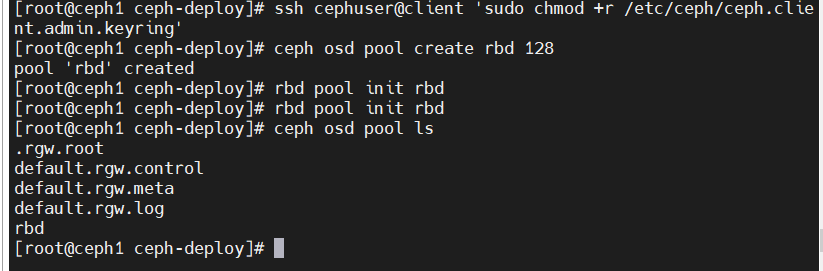 [root@ceph1 ceph-deploy]# ssh cephuser@client 'sudo chmod +r /etc/ceph/ceph.clie
nt.admin.keyring'
[root@ceph1 ceph-deploy]# ceph osd pool create rbd 128
pool 'rbd' created
[root@ceph1 ceph-deploy]# rbd pool init rbd
[root@ceph1 ceph-deploy]# rbd pool init rbd
[root@ceph1 ceph-deploy]# ceph osd pool ls
.rgw.root
default.rgw.control
default.rgw.meta
default.rgw.log
rbd
[root@ceph1 ceph-deploy]#